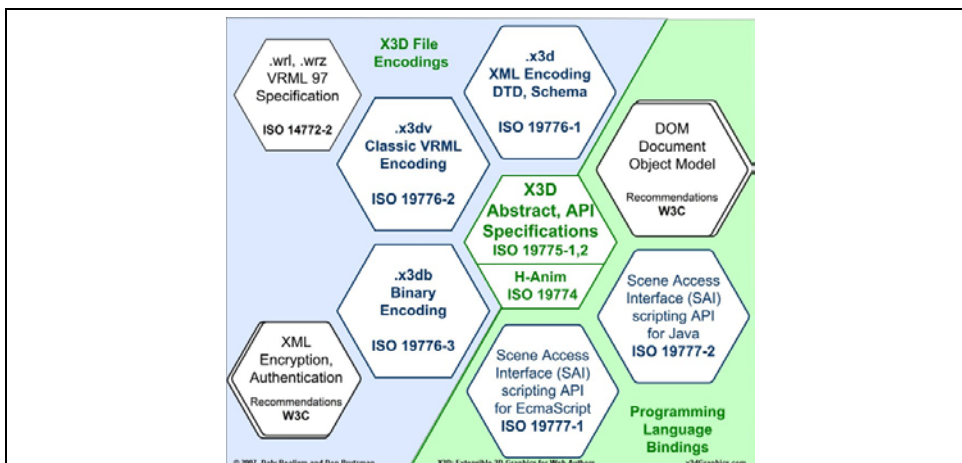 X3D File
Encodings
.wrl, .wrz
VRML 97
Specification
ISO 14772-2
.x3d
XML Encoding
DTD, Schema
ISO 19776-1
.x3dv
Classic VRML
Encoding
ISO 19776-2
DOM
Document
Object Model
Recommendations
W3C
X3D
Abstract, API
Specifications
ISO 19775-1,2
H-Anim
ISO 19774
.x3db
Binary
Encoding
ISO 19776-3
Scene Access
Interface (SAI)
scripting API
for Java
ISO 19777-2
XML
Encryption,
Authentication
Recommendations
W3C
Scene Access
Interface (SAI)
scripting API
for EcmaScript
ISO 19777-1
Programming
Language
Bindings